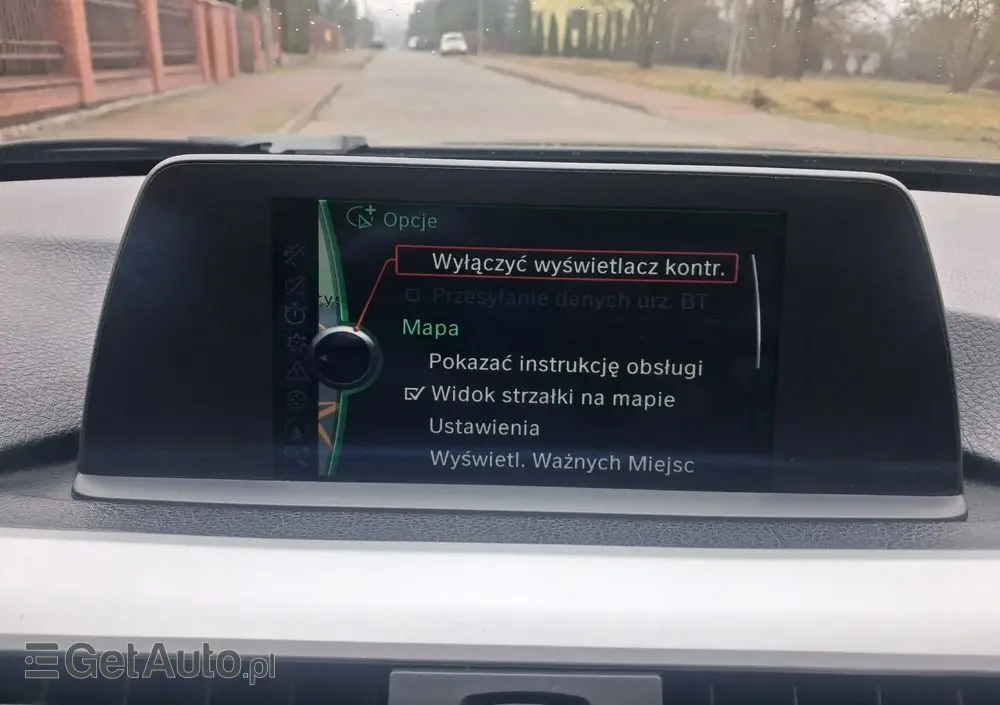 Opcje
Wyłączyć wyświetlacz kontr.
rys
Przesyłanie danych urz. BT
Mapa
Pokazać instrukcję obsługi
Widok strzałki na mapie
Ustawienia
Wyświetl. Ważnych Miejsc
GetAuto.pl